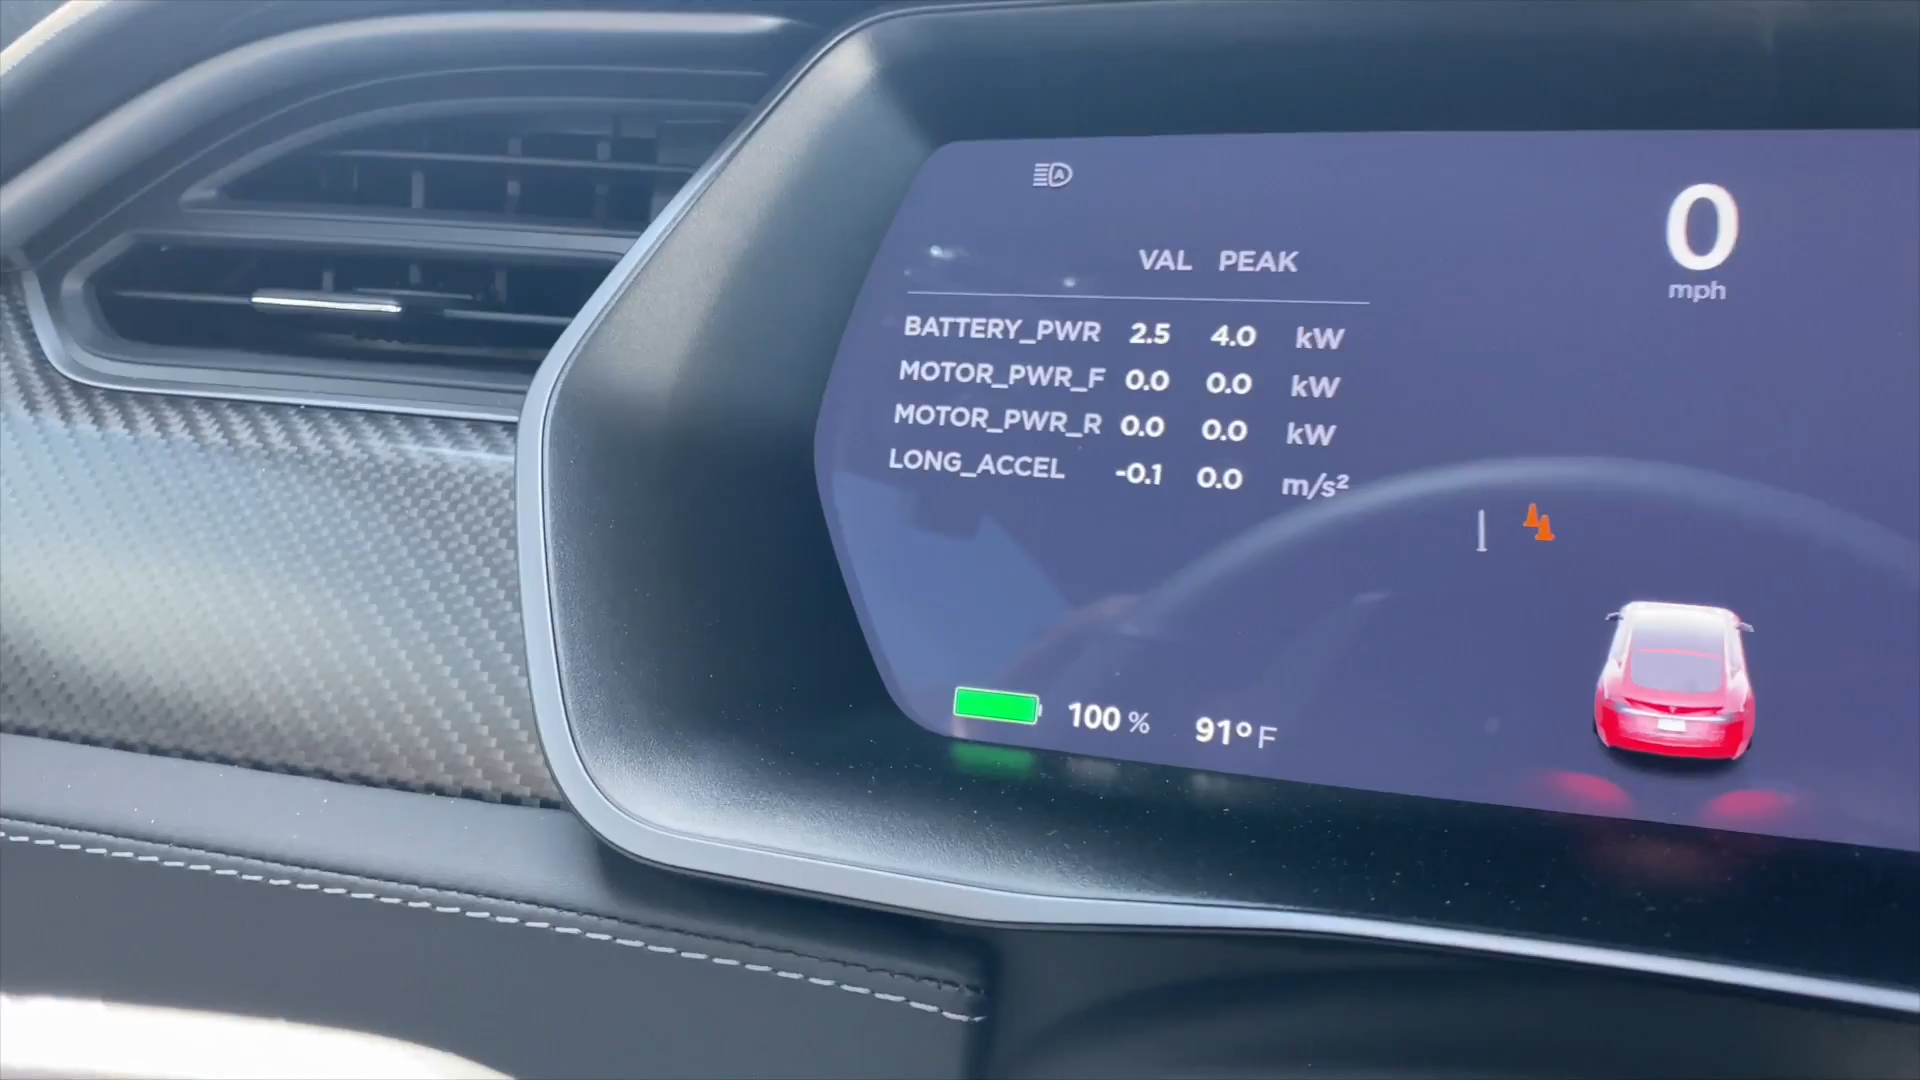 A
0
mph
VAL PEAK
BATTERY_PWR 2.5 4.0 kW
MOTOR_PWR_F 0.0 0.0 kW
MOTOR_PWR_R 0.0 0.0 kW
LONG_ACCEL -0.1 0.0 m/s²
100 % 91°F